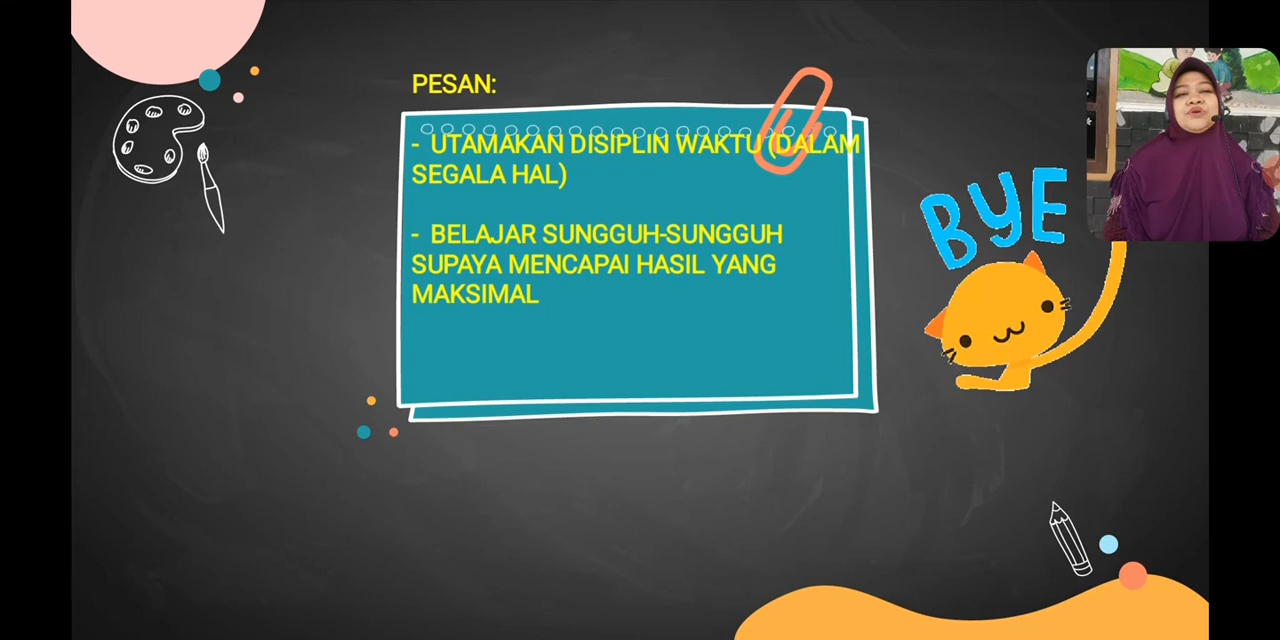 PESAN:
- UTAMAKAN DISIPLIN WAKTU (DALAM
SEGALA HAL)
- BELAJAR SUNGGUH-SUNGGUH
SUPAYA MENCAPAI HASIL YANG
MAKSIMAL
BYE